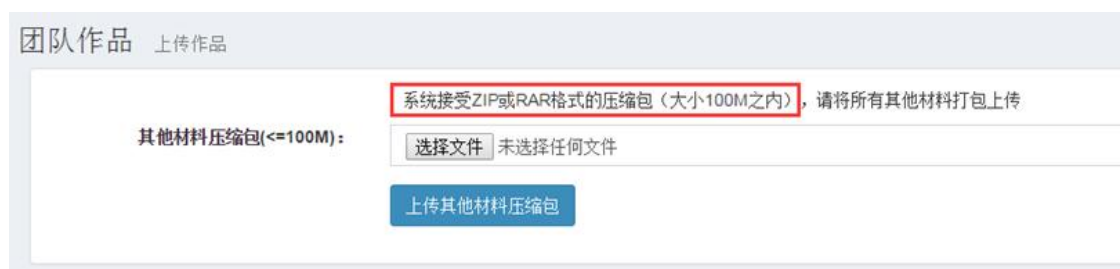 团队作品 上传作品
系统接受ZIP或RAR格式的压缩包（大小100M之内），请将所有其他材料打包上传
其他材料压缩包(<=100M)：
选择文件 未选择任何文件
上传其他材料压缩包